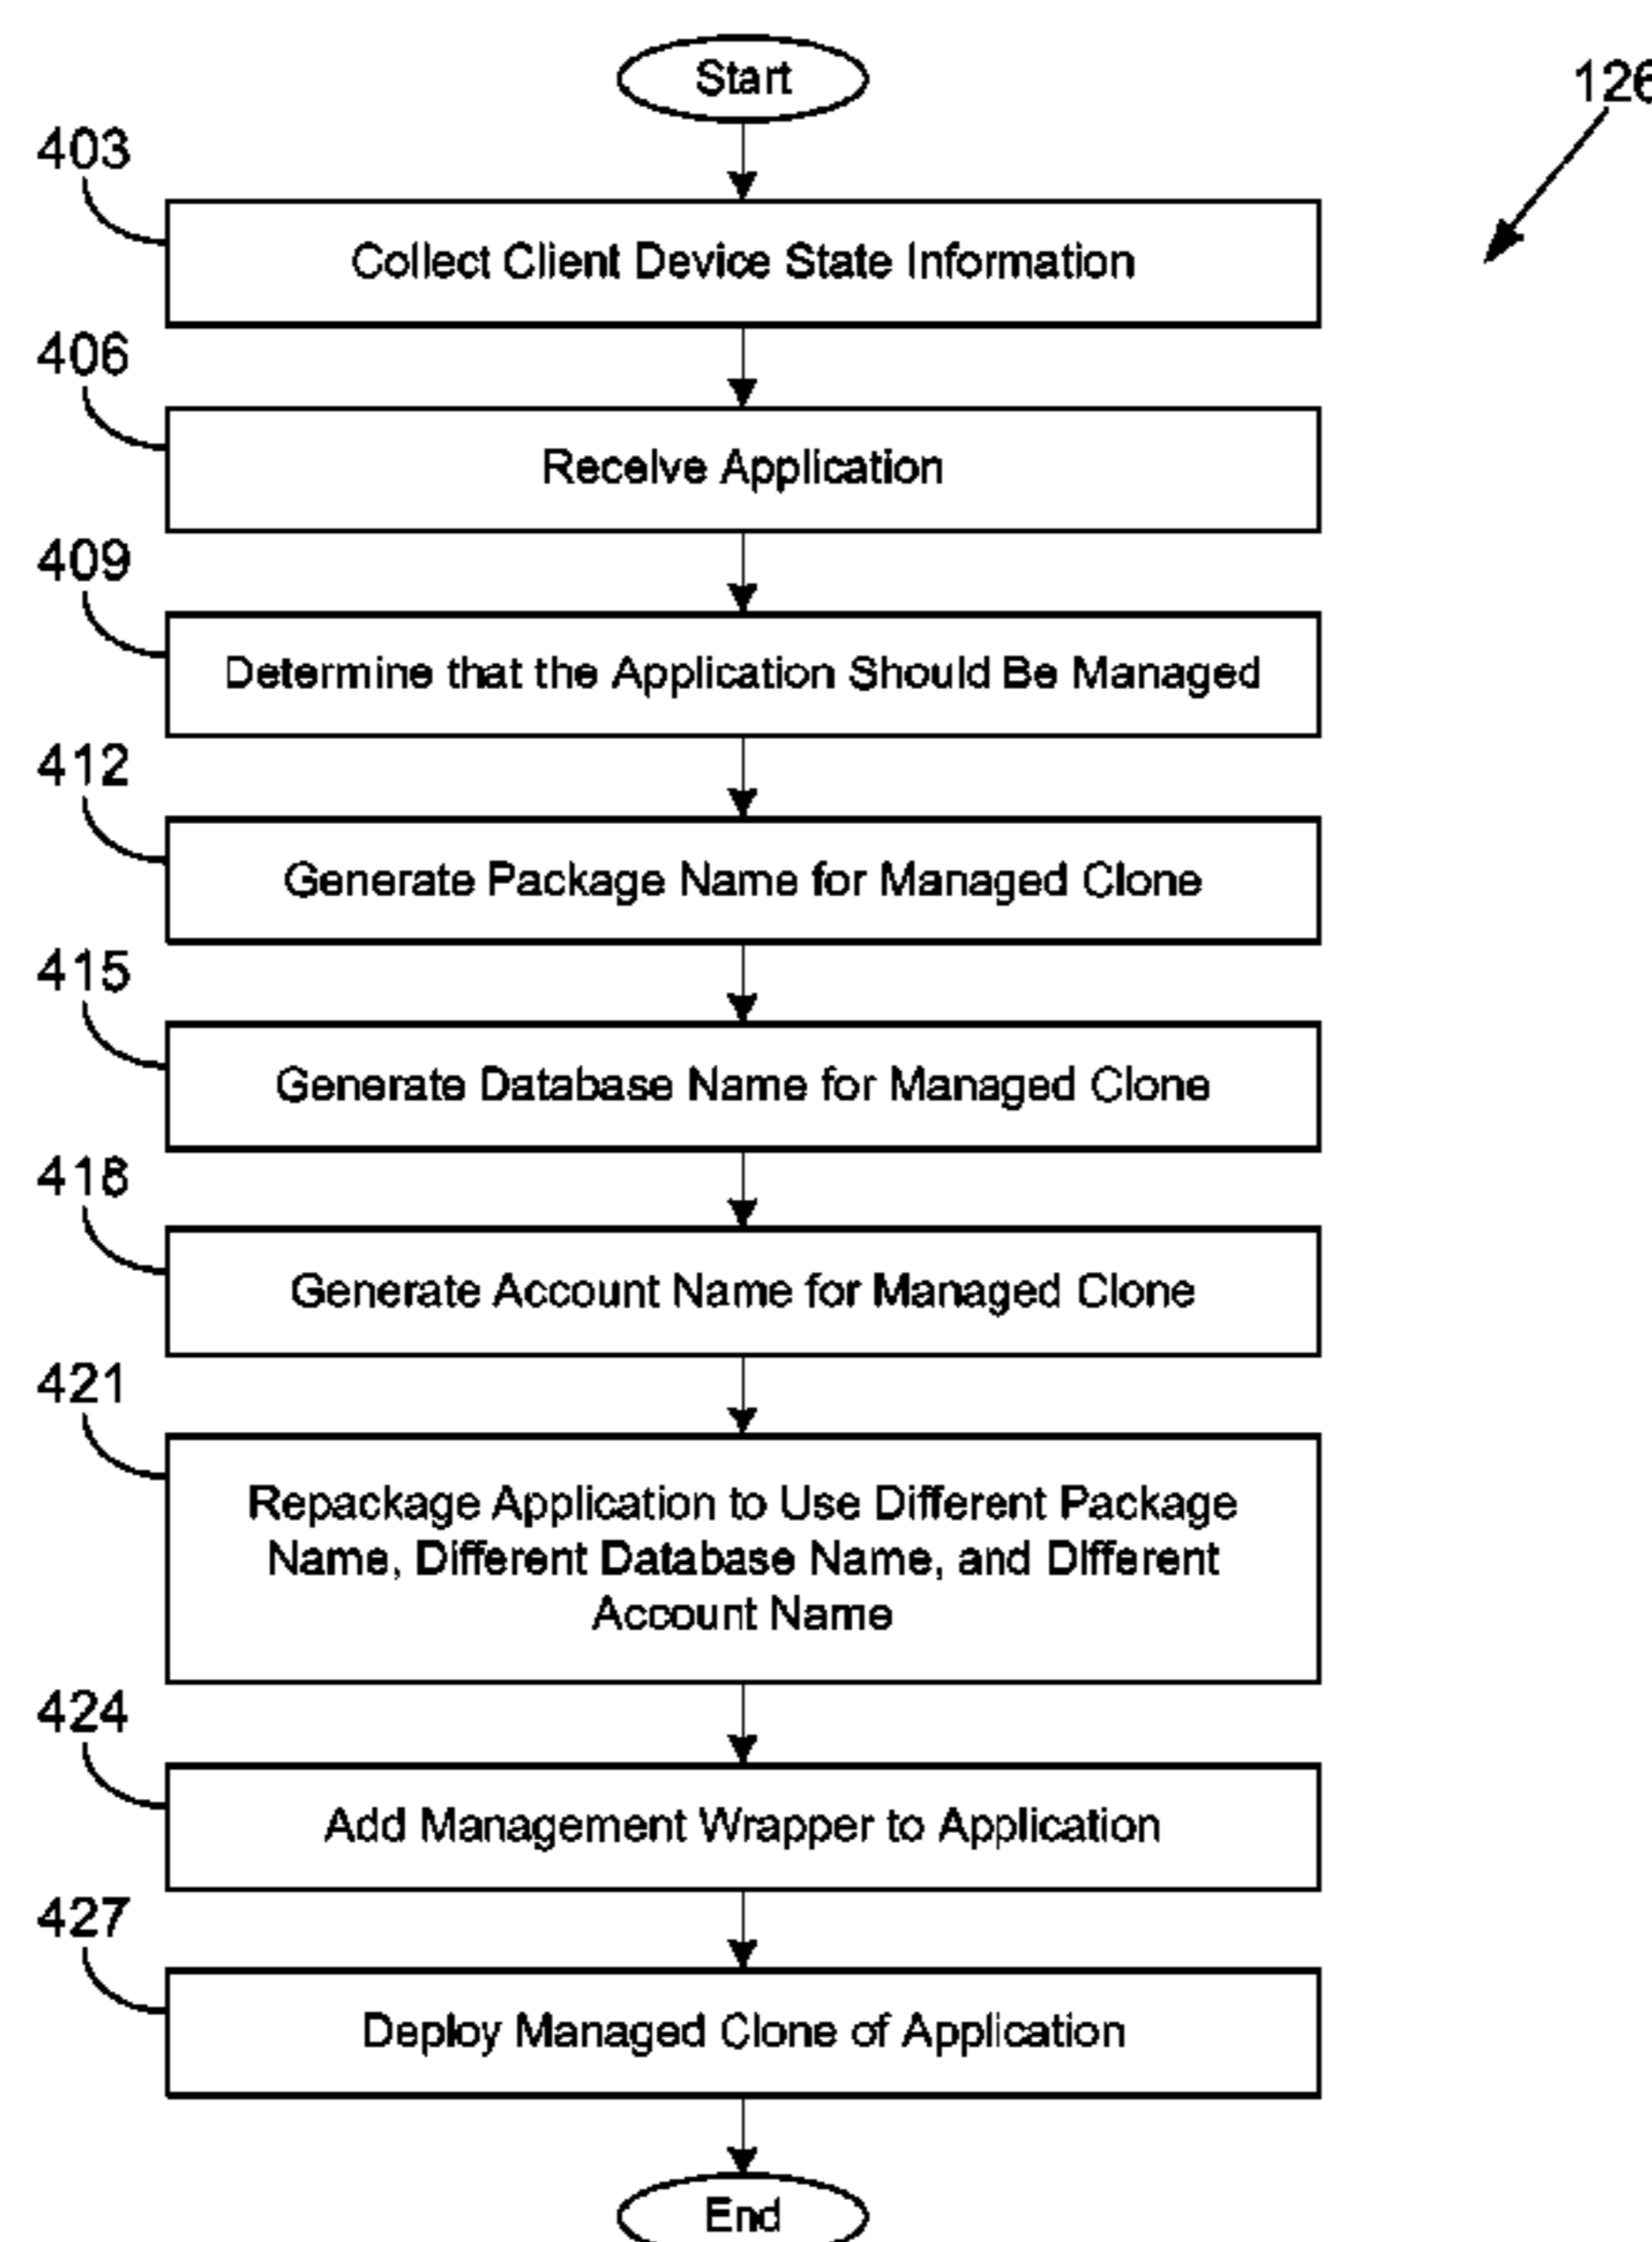 Start
126
403
Collect Client Device State Information
406
Receive Application
409
Determine that the Application Should Be Managed
412
Generate Package Name for Managed Clone
415
Generate Database Name for Managed Clone
418
Generate Account Name for Managed Clone
421
Repackage Application to Use Different Package
Name, Different Database Name, and Different
Account Name
424
Add Management Wrapper to Application
427
Deploy Managed Clone of Application
End